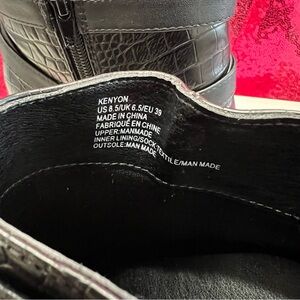 KENYON
US 8.5/UK 6.5/EU 39
MADE IN CHINA
FABRIQUÉ EN CHINE
UPPER:MANMADE
INNER LINING/SOCK:TEXTILE/MAN MADE
OUTSOLE:MAN MADE